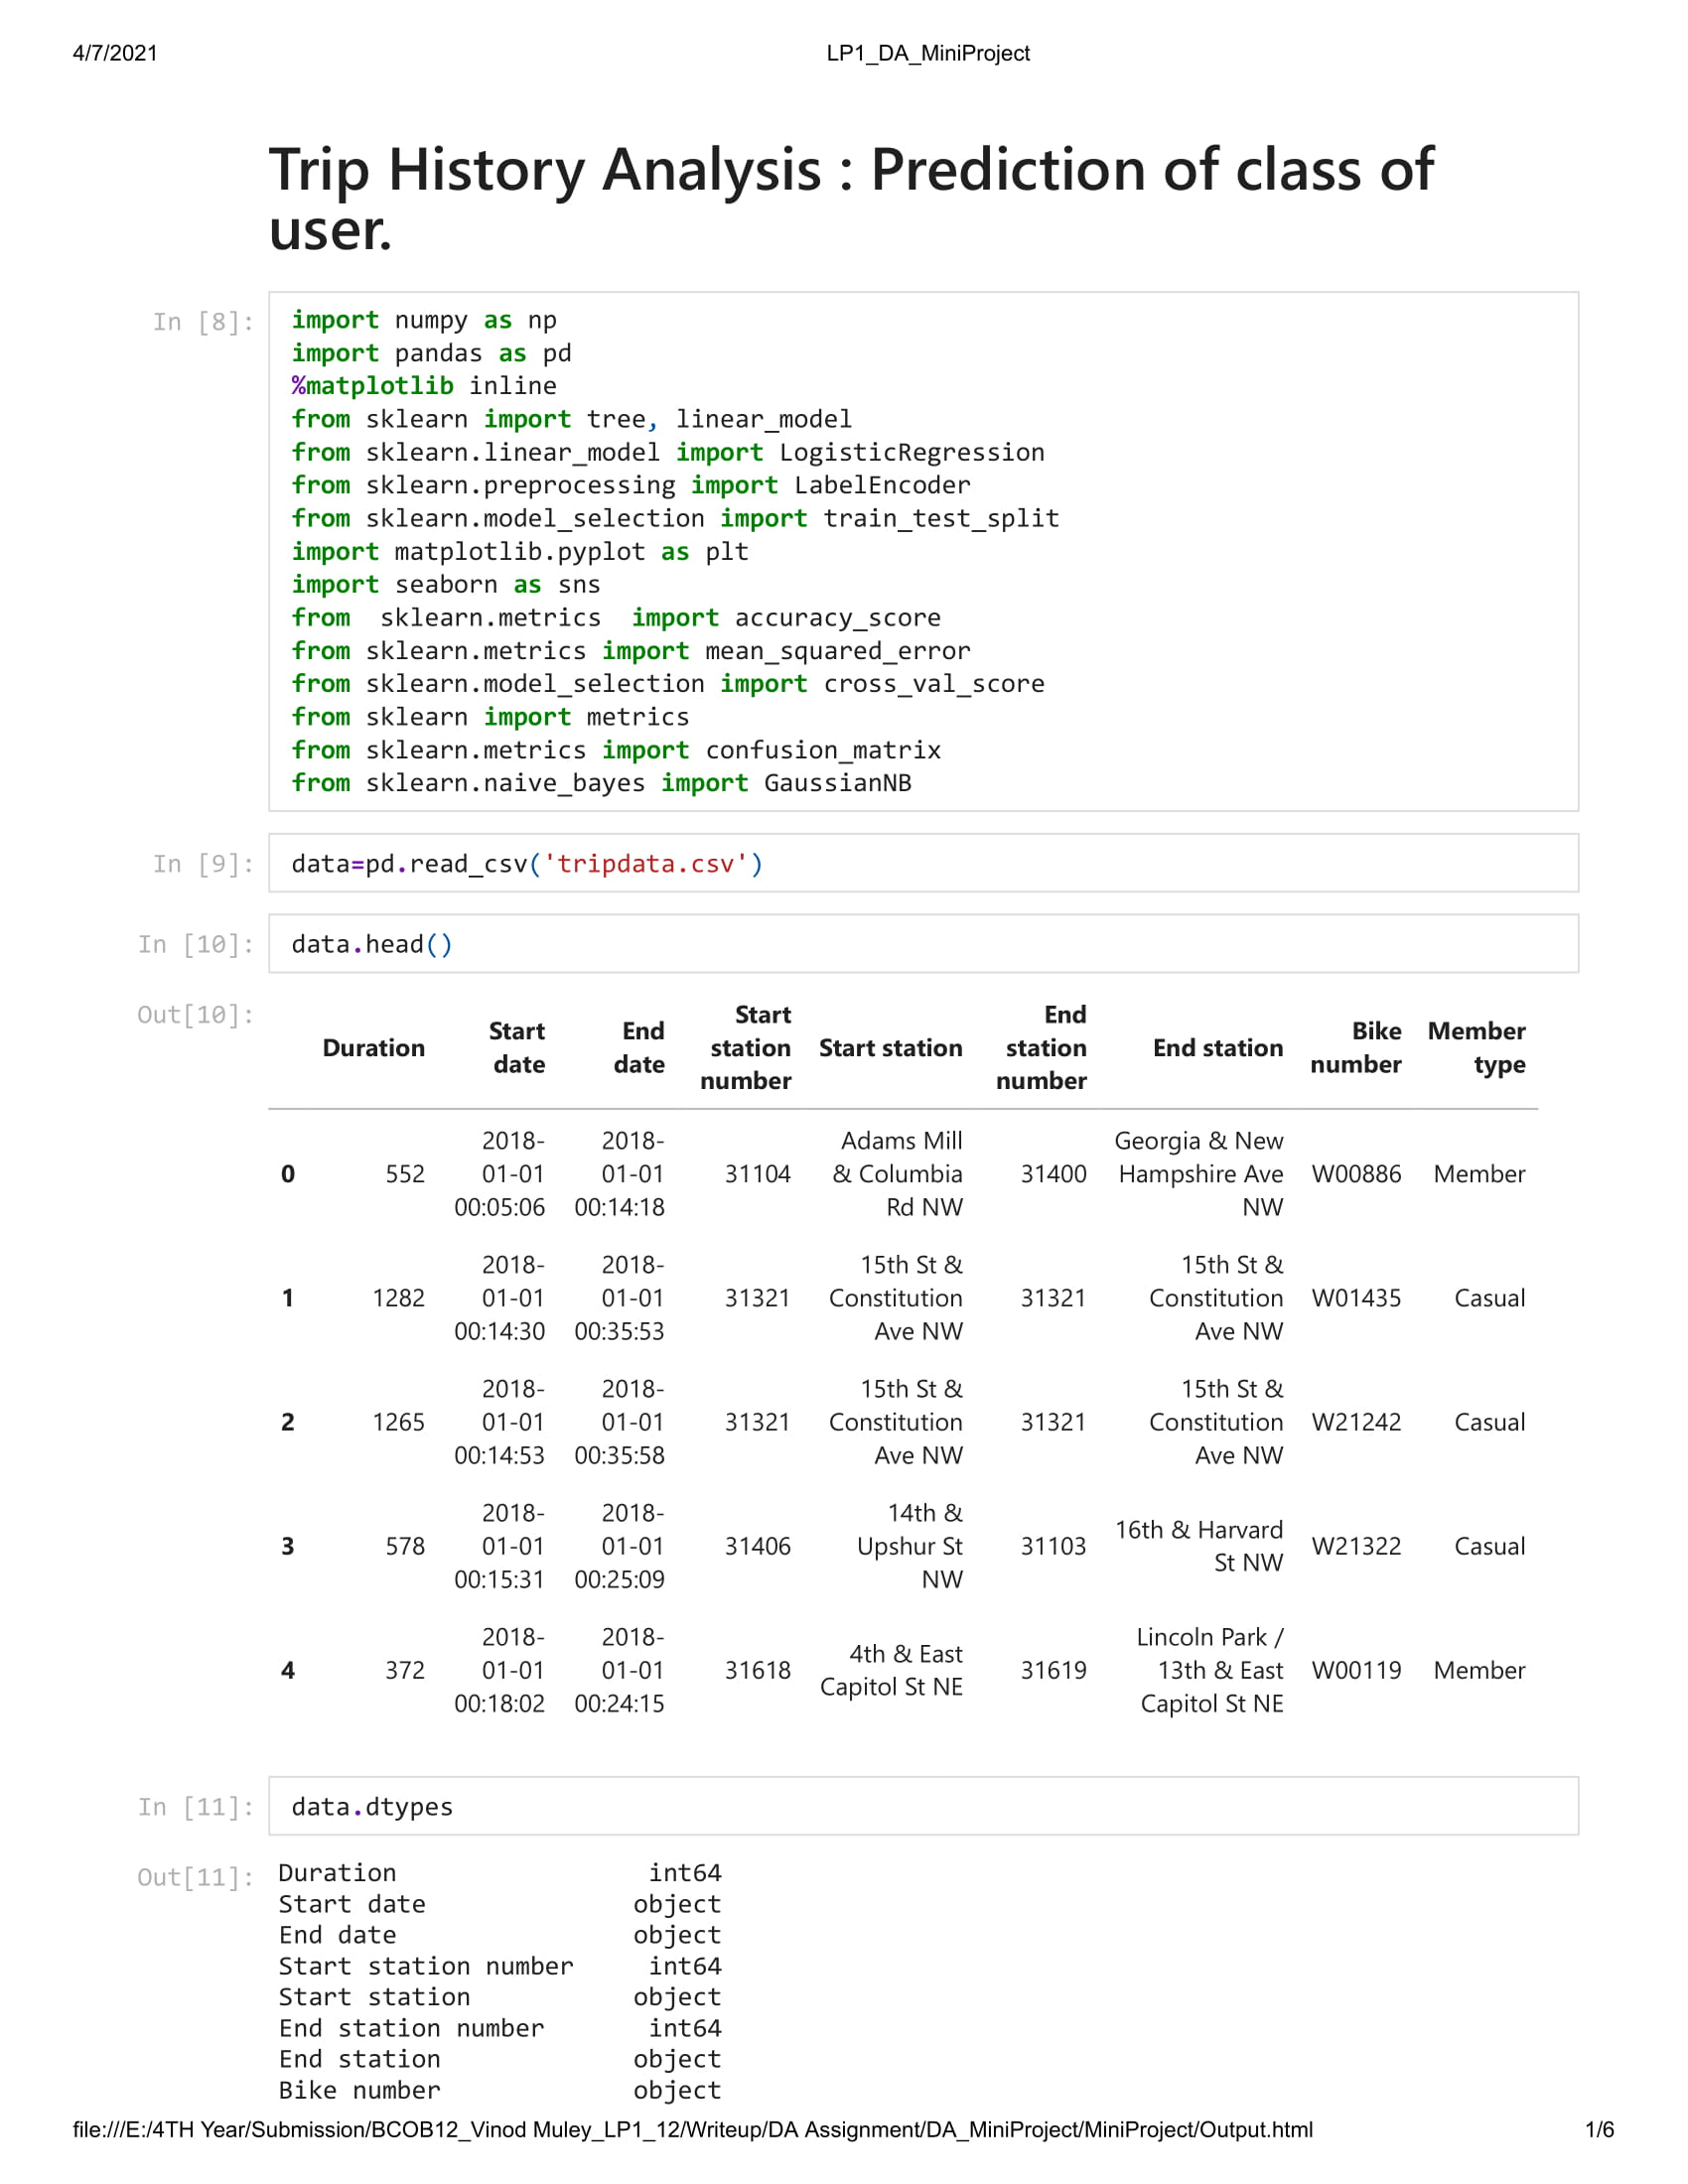 4/7/2021 LP1_DA_MiniProject
Trip History Analysis : Prediction of class of
user.
In [8]: import numpy as np
import pandas as pd
%matplotlib inline
from sklearn import tree, linear_model
from sklearn.linear_model import LogisticRegression
from sklearn.preprocessing import LabelEncoder
from sklearn.model_selection import train_test_split
import matplotlib.pyplot as plt
import seaborn as sns
from  sklearn.metrics  import accuracy_score
from sklearn.metrics import mean_squared_error
from sklearn.model_selection import cross_val_score
from sklearn import metrics
from sklearn.metrics import confusion_matrix
from sklearn.naive_bayes import GaussianNB
In [9]: data=pd.read_csv('tripdata.csv')
In [10]: data.head()
Out[10]:
Duration Start date End date Start station number Start station End station number End station Bike number Member type
0 552 2018-01-01 00:05:06 2018-01-01 00:14:18 31104 Adams Mill & Columbia Rd NW 31400 Georgia & New Hampshire Ave NW W00886 Member
1 1282 2018-01-01 00:14:30 2018-01-01 00:35:53 31321 15th St & Constitution Ave NW 31321 15th St & Constitution Ave NW W01435 Casual
2 1265 2018-01-01 00:14:53 2018-01-01 00:35:58 31321 15th St & Constitution Ave NW 31321 15th St & Constitution Ave NW W21242 Casual
3 578 2018-01-01 00:15:31 2018-01-01 00:25:09 31406 14th & Upshur St NW 31103 16th & Harvard St NW W21322 Casual
4 372 2018-01-01 00:18:02 2018-01-01 00:24:15 31618 4th & East Capitol St NE 31619 Lincoln Park / 13th & East Capitol St NE W00119 Member
In [11]: data.dtypes
Out[11]: Duration int64
Start date object
End date object
Start station number int64
Start station object
End station number int64
End station object
Bike number object
file:///E:/4TH Year/Submission/BCOB12_Vinod Muley_LP1_12/Writeup/DA Assignment/DA_MiniProject/MiniProject/Output.html 1/6